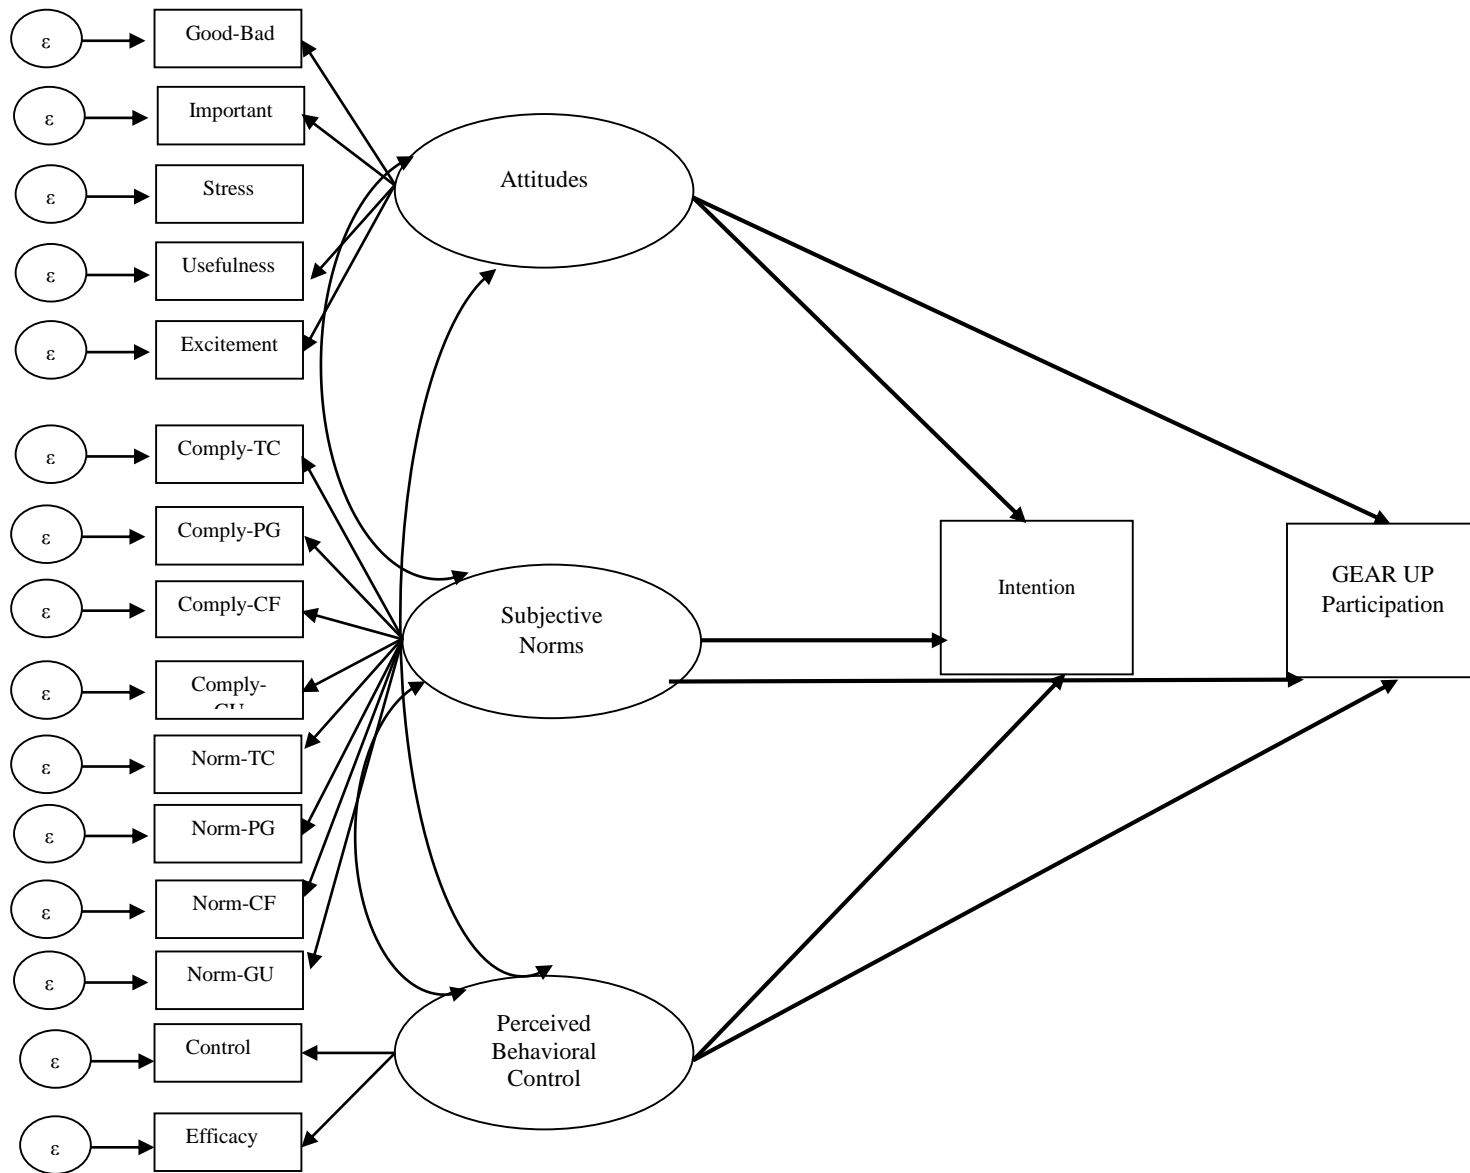 ε
Good-Bad
ε
Important
ε
Stress
ε
Usefulness
ε
Excitement
ε
Comply-TC
ε
Comply-PG
ε
Comply-CF
ε
Comply-
ε
Norm-TC
ε
Norm-PG
ε
Norm-CF
ε
Norm-GU
ε
Control
ε
Efficacy
Attitudes
Subjective
Norms
Perceived
Behavioral
Control
Intention
GEAR UP
Participation